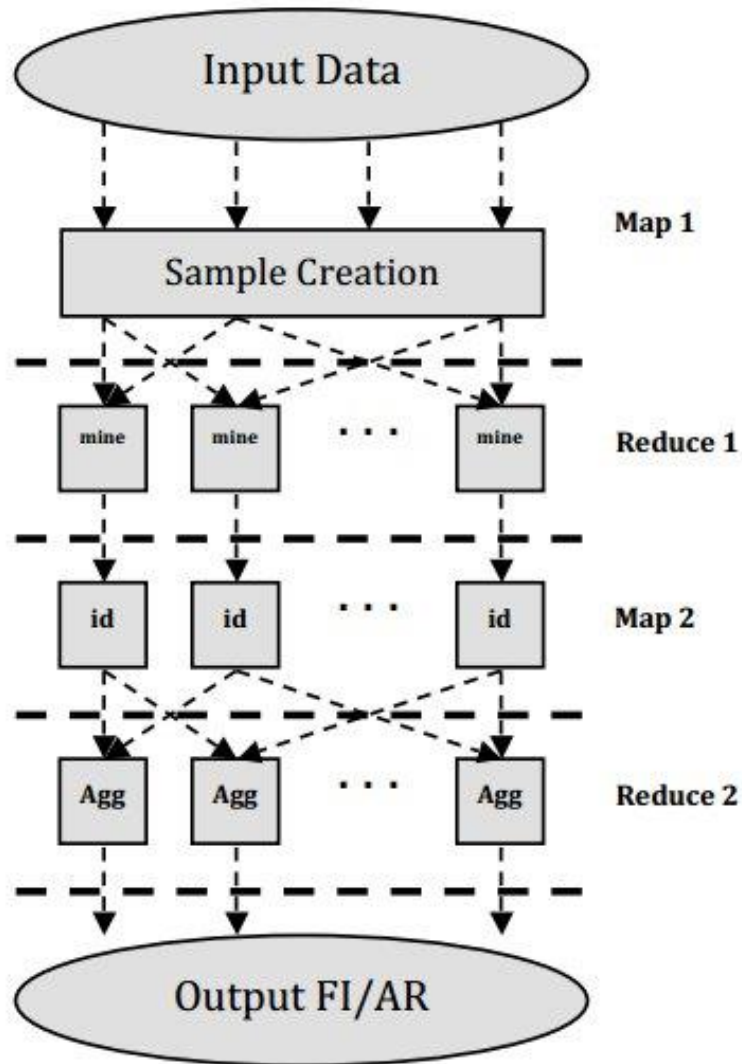 Input Data
Map 1
Sample Creation
mine mine . . . mine
Reduce 1
id id . . . id
Map 2
Agg Agg . . . Agg
Reduce 2
Output FI/AR